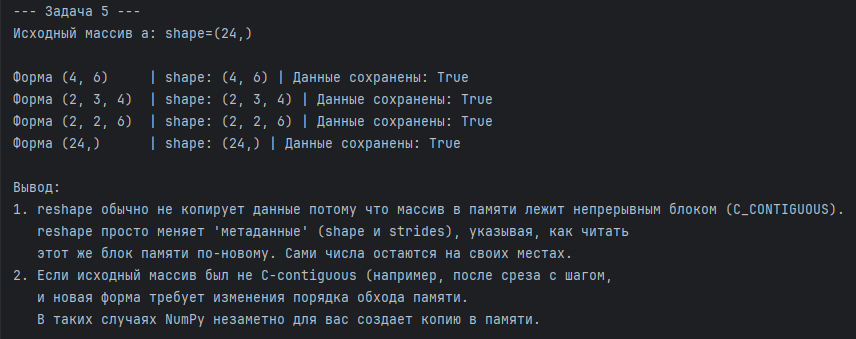 --- Задача 5 ---
Исходный массив a: shape=(24,)
Форма (4, 6)     | shape: (4, 6) | Данные сохранены: True
Форма (2, 3, 4)  | shape: (2, 3, 4) | Данные сохранены: True
Форма (2, 2, 6)  | shape: (2, 2, 6) | Данные сохранены: True
Форма (24,)      | shape: (24,) | Данные сохранены: True
Вывод:
1. reshape обычно не копирует данные потому что массив в памяти лежит непрерывным блоком (C_CONTIGUOUS).
   reshape просто меняет 'метаданные' (shape и strides), указывая, как читать
   этот же блок памяти по-новому. Сами числа остаются на своих местах.
2. Если исходный массив был не C-contiguous (например, после среза с шагом,
   и новая форма требует изменения порядка обхода памяти.
   В таких случаях NumPy незаметно для вас создает копию в памяти.